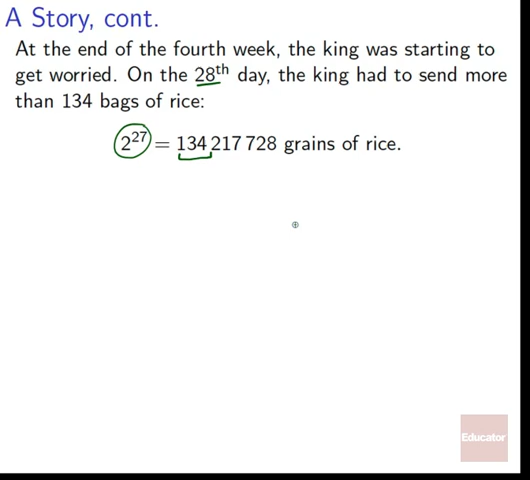 A Story, cont.
At the end of the fourth week, the king was starting to
get worried. On the 28th day, the king had to send more
than 134 bags of rice:
2^27 = 134 217 728 grains of rice.
Educator